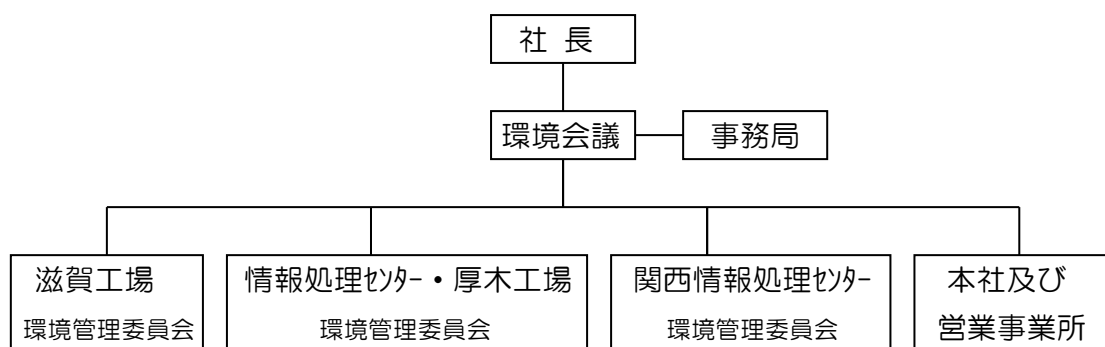 社 長
環境会議
事務局
滋賀工場
環境管理委員会
情報処理ｾﾝﾀｰ・厚木工場
環境管理委員会
関西情報処理ｾﾝﾀｰ
環境管理委員会
本社及び
営業事業所